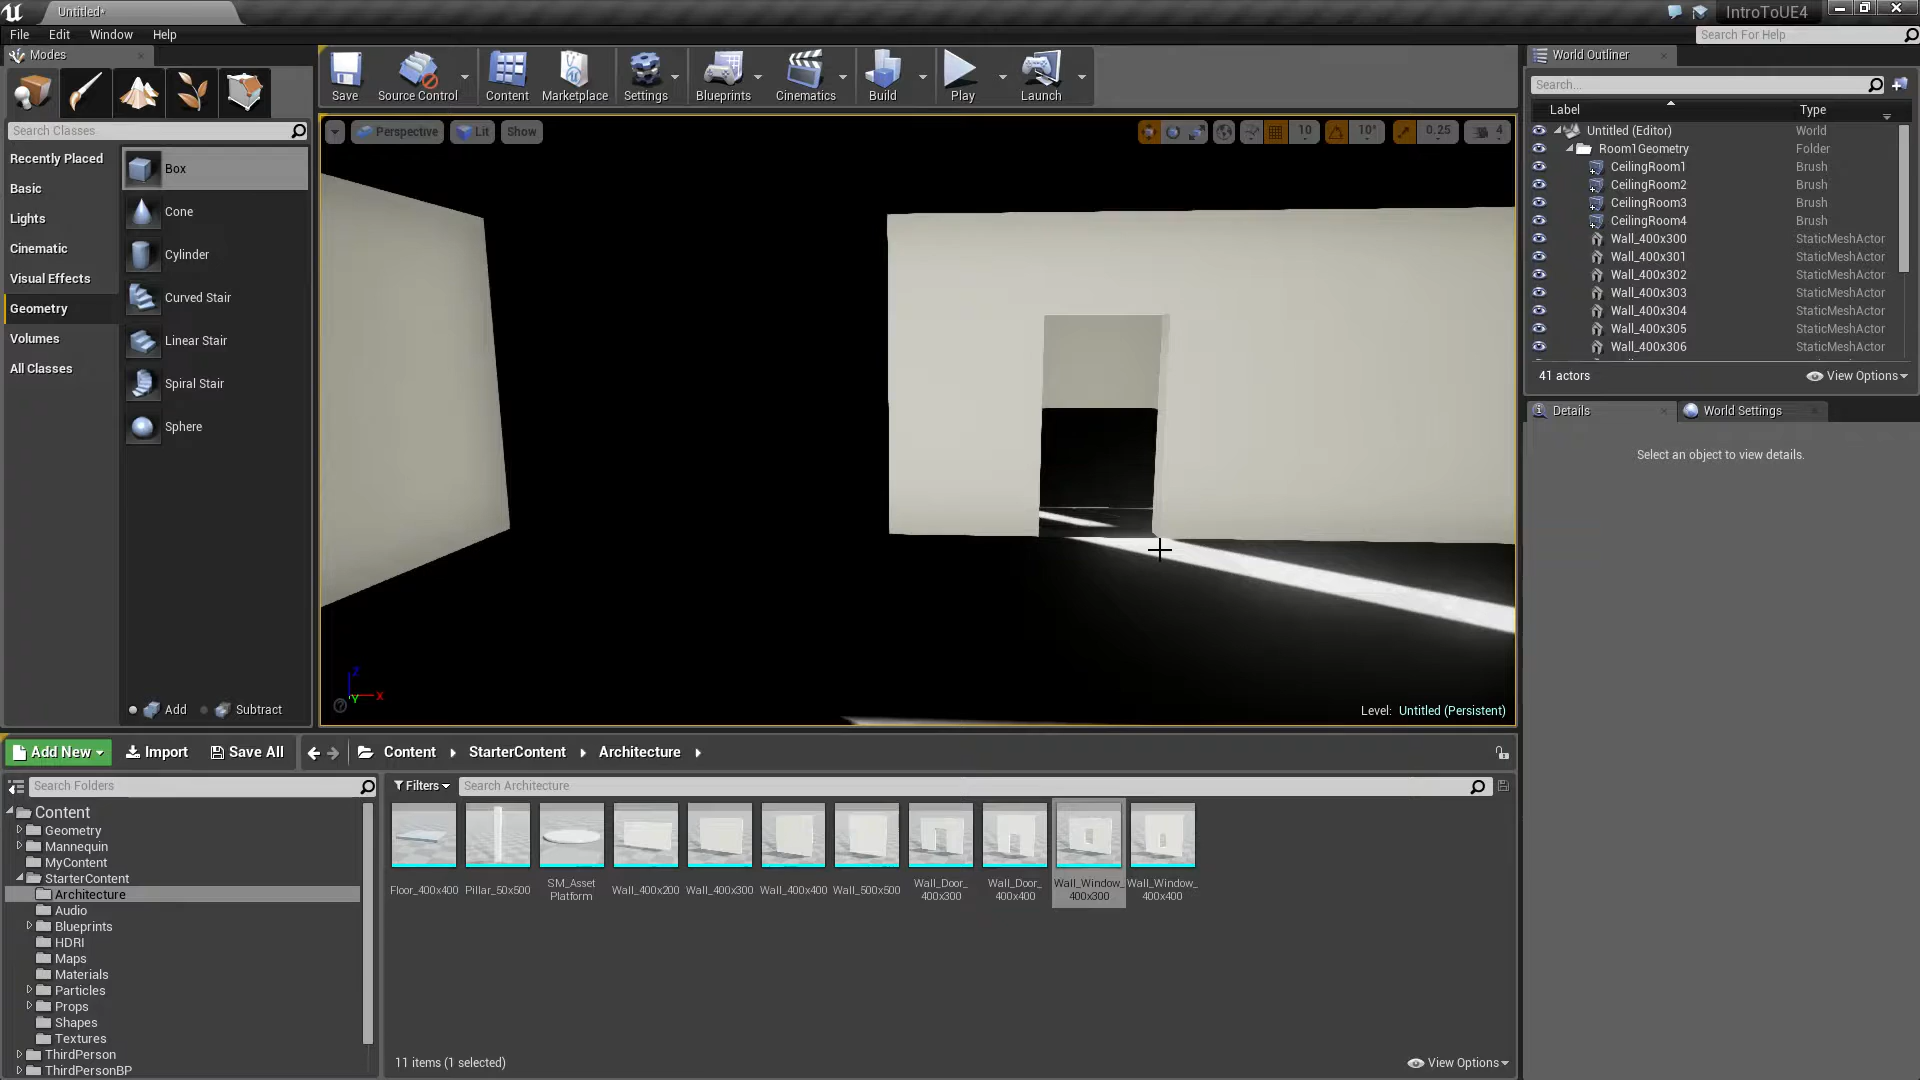 Untitled*
IntroToUE4
File Edit Window Help
Search For Help
Modes
Search Classes
Recently Placed
Basic
Lights
Cinematic
Visual Effects
Geometry
Volumes
All Classes
Box
Cone
Cylinder
Curved Stair
Linear Stair
Spiral Stair
Sphere
Add Subtract
Save Source Control Content Marketplace Settings Blueprints Cinematics Build Play Launch
Perspective Lit Show
10 10° 0.25 4
Z
Y X
Level: Untitled (Persistent)
World Outliner
Search...
Label Type
Untitled (Editor) World
Room1Geometry Folder
CeilingRoom1 Brush
CeilingRoom2 Brush
CeilingRoom3 Brush
CeilingRoom4 Brush
Wall_400x300 StaticMeshActor
Wall_400x301 StaticMeshActor
Wall_400x302 StaticMeshActor
Wall_400x303 StaticMeshActor
Wall_400x304 StaticMeshActor
Wall_400x305 StaticMeshActor
Wall_400x306 StaticMeshActor
41 actors View Options
Details World Settings
Select an object to view details.
Add New Import Save All Content StarterContent Architecture
Search Folders
Content
Geometry
Mannequin
MyContent
StarterContent
Architecture
Audio
Blueprints
HDRI
Maps
Materials
Particles
Props
Shapes
Textures
ThirdPerson
ThirdPersonBP
Filters Search Architecture
Floor_400x400
Pillar_50x500
SM_Asset
Platform
Wall_400x200
Wall_400x300
Wall_400x400
Wall_500x500
Wall_Door_
400x300
Wall_Door_
400x400
Wall_Window_
400x300
Wall_Window_
400x400
11 items (1 selected) View Options